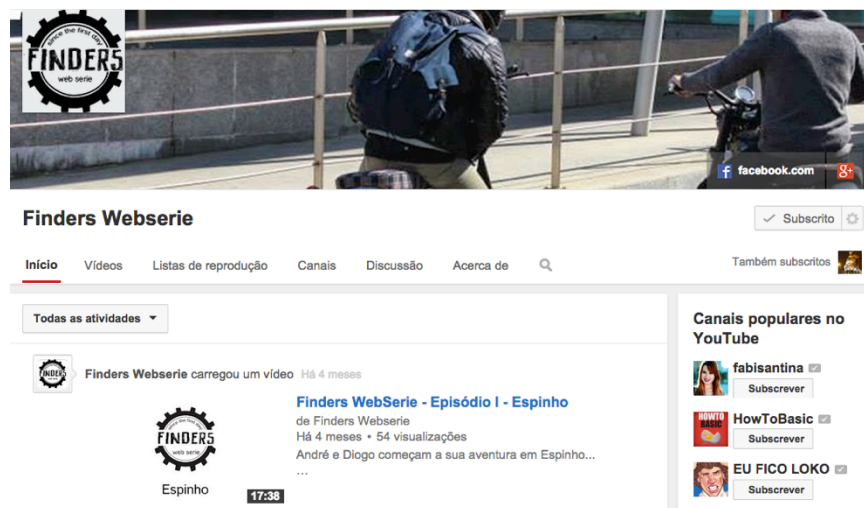 since the first day
FINDERS
web serie
facebook.com
Finders Webserie
Subscrito
Início Vídeos Listas de reprodução Canais Discussão Acerca de
Também subscritos
Todas as atividades
Finders Webserie carregou um vídeo Há 4 meses
FINDERS
web serie
Espinho
17:38
Finders WebSerie - Episódio I - Espinho
de Finders Webserie
Há 4 meses • 54 visualizações
André e Diogo começam a sua aventura em Espinho...
...
Canais populares no
YouTube
fabisantina
Subscrever
HOWTO
BASIC
HowToBasic
Subscrever
EU FICO LOKO
Subscrever